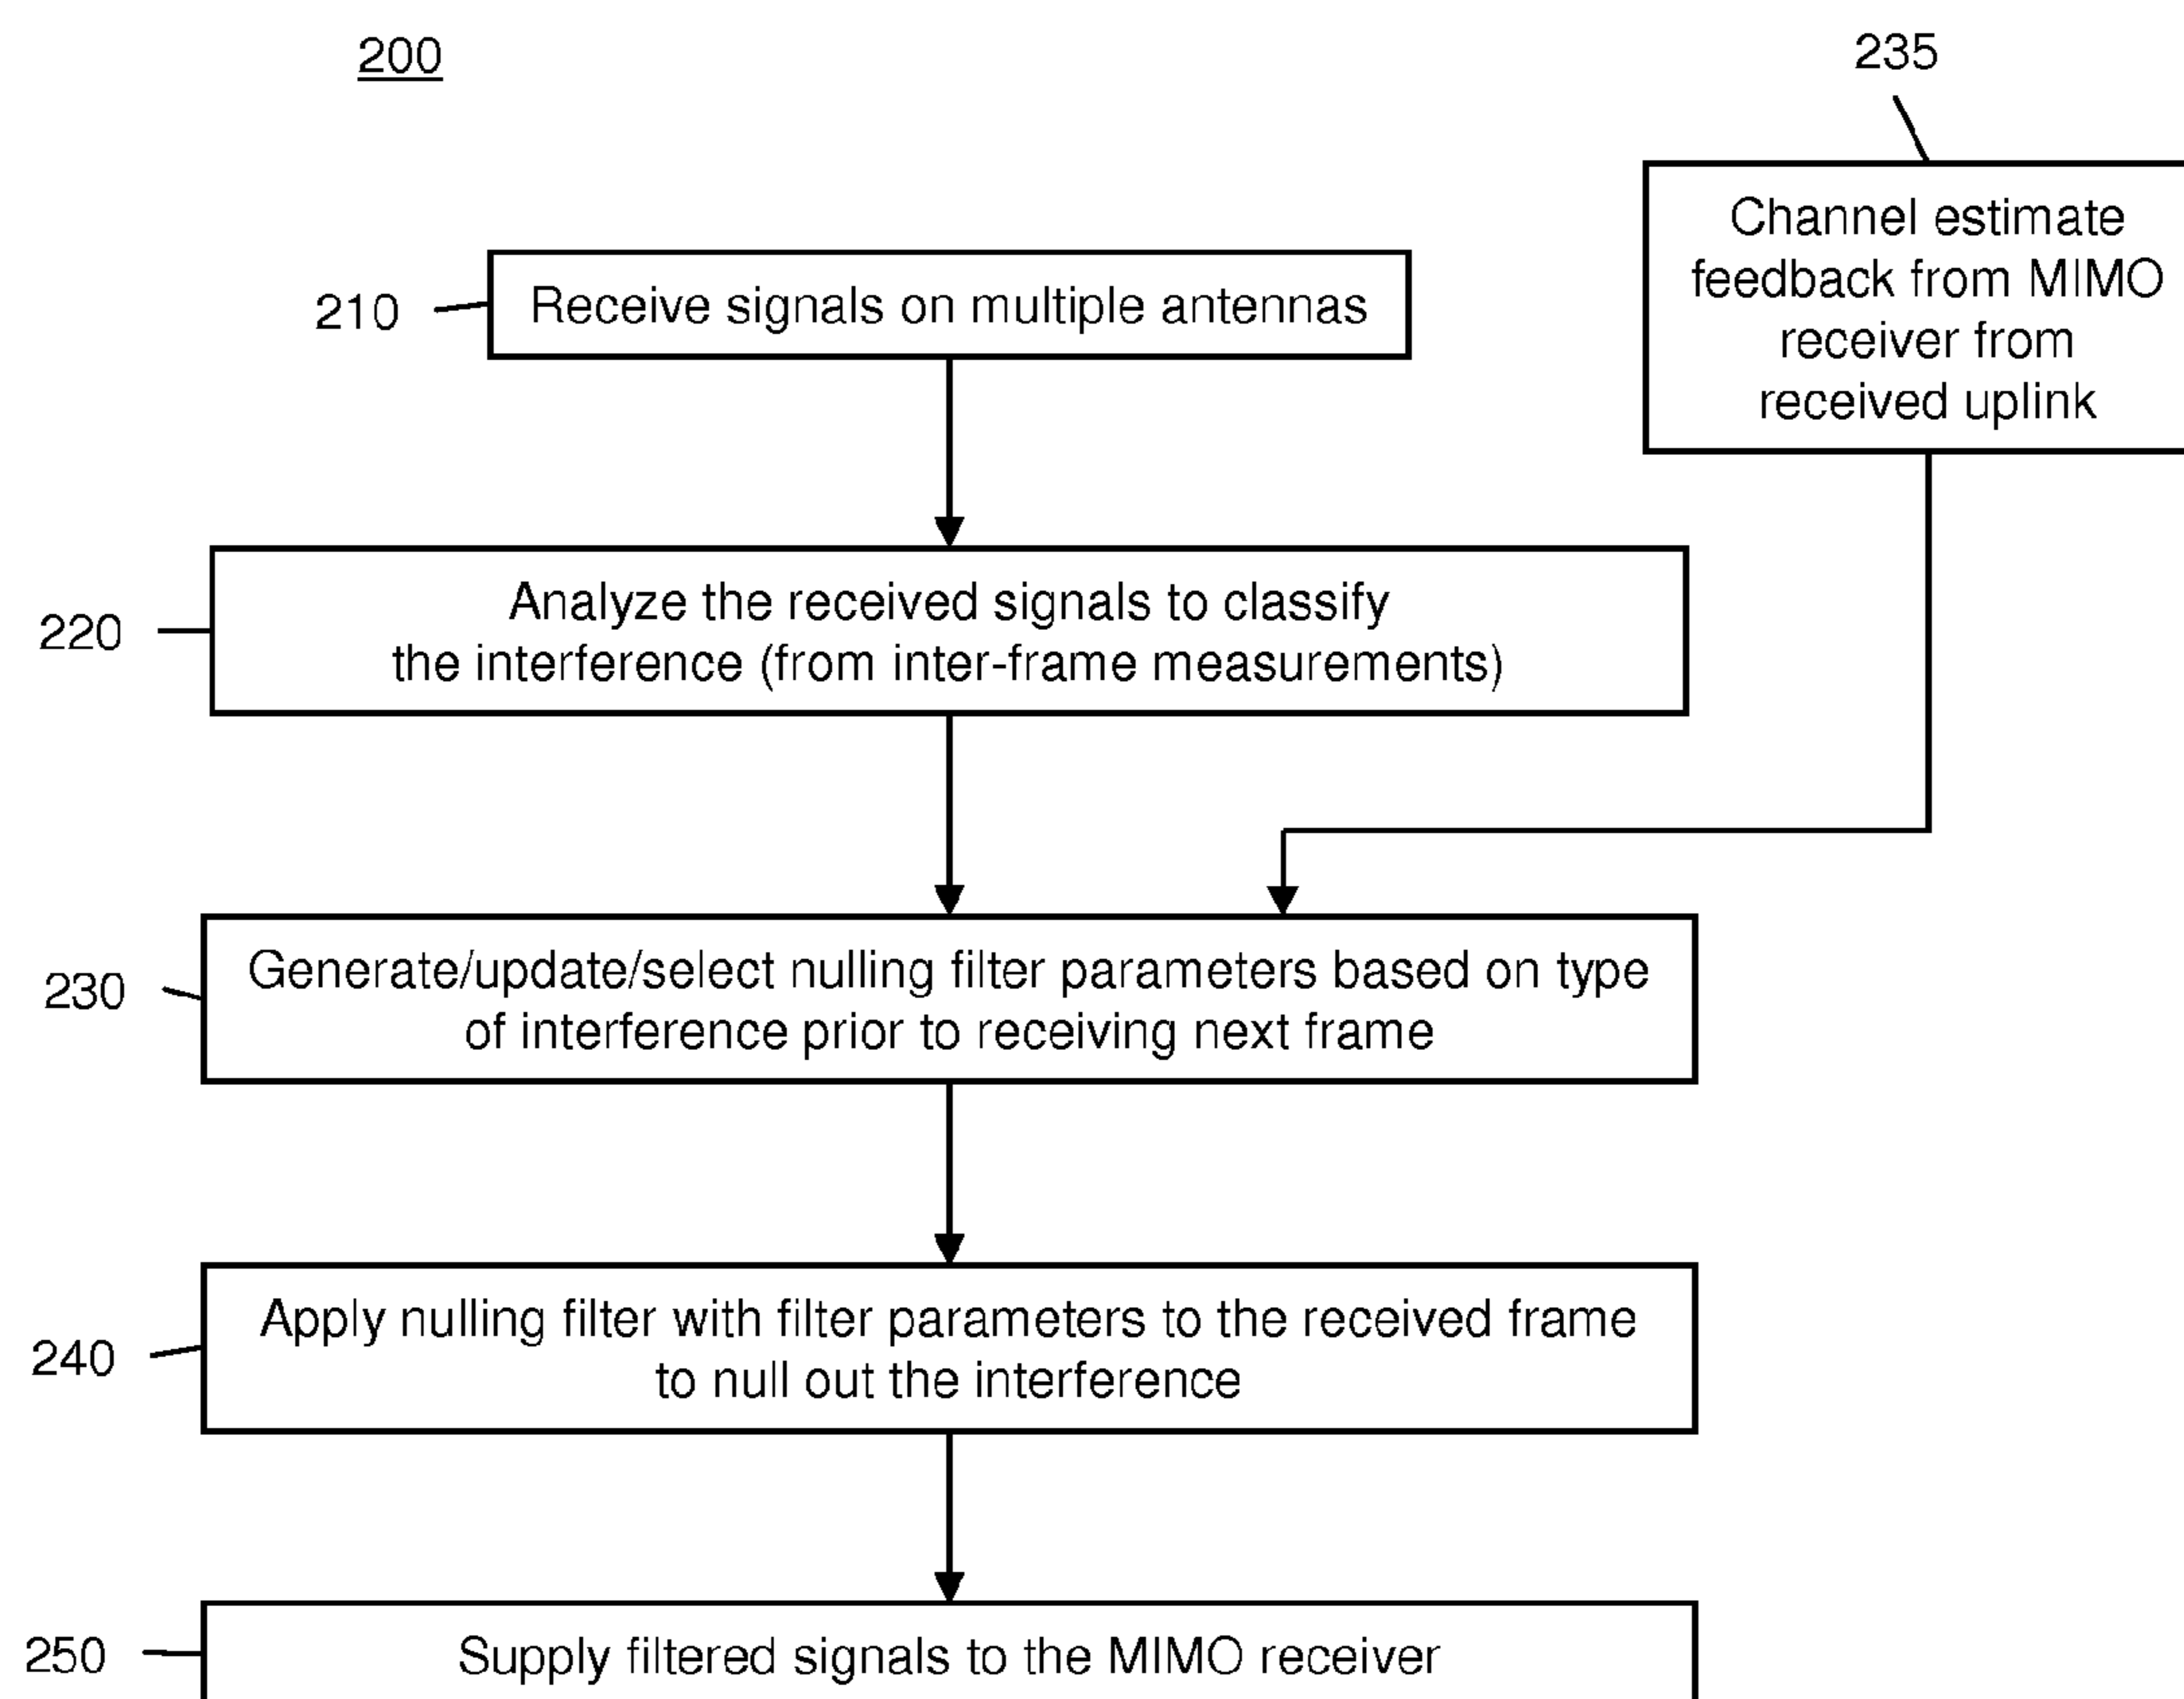 200
235
Channel estimate
feedback from MIMO
receiver from
received uplink
210
Receive signals on multiple antennas
220
Analyze the received signals to classify
the interference (from inter-frame measurements)
230
Generate/update/select nulling filter parameters based on type
of interference prior to receiving next frame
240
Apply nulling filter with filter parameters to the received frame
to null out the interference
250
Supply filtered signals to the MIMO receiver